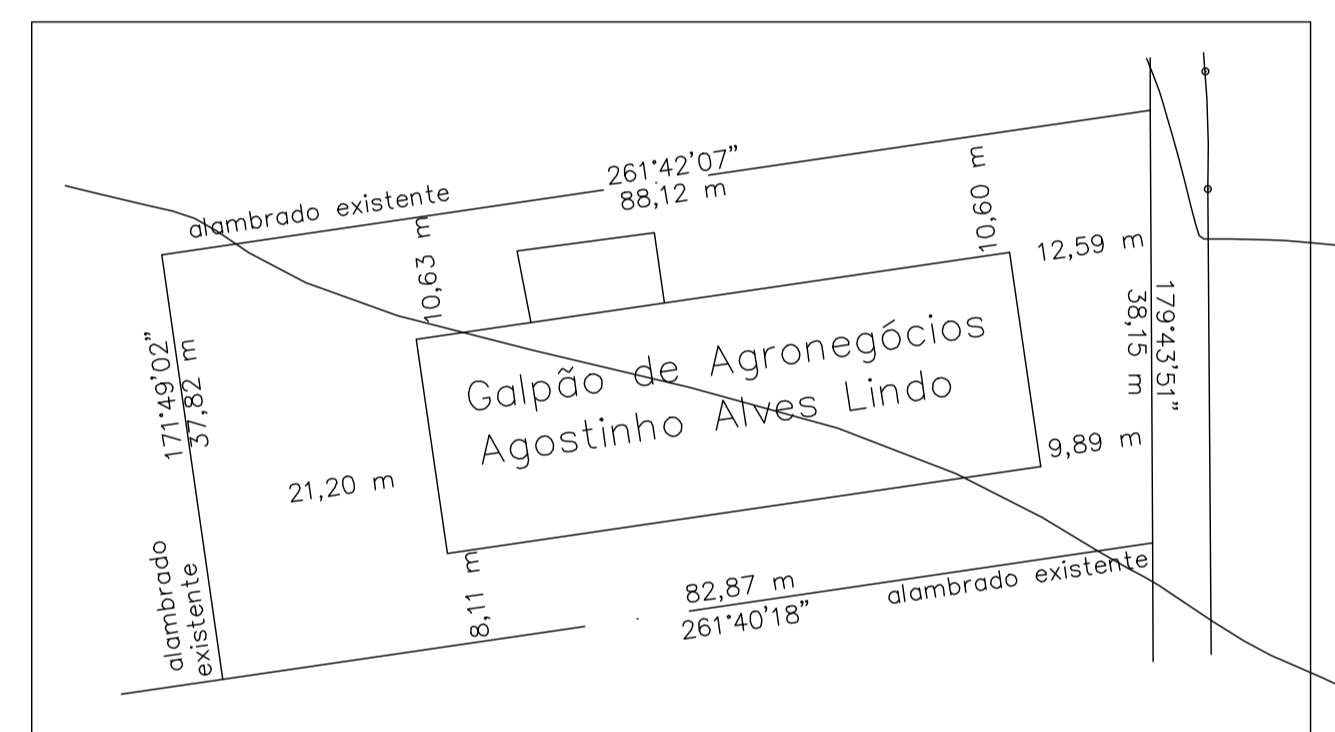 261°42'07"
88,12 m
alambrado existente
10,63 m
10,60 m
12,59 m
179°43'51"
38,15 m
171°49'02"
37,82 m
Galpão de Agronegócios
Agostinho Alves Lindo
21,20 m
9,89 m
8,11 m
82,87 m
261°40'18"
alambrado existente
alambrado
existente